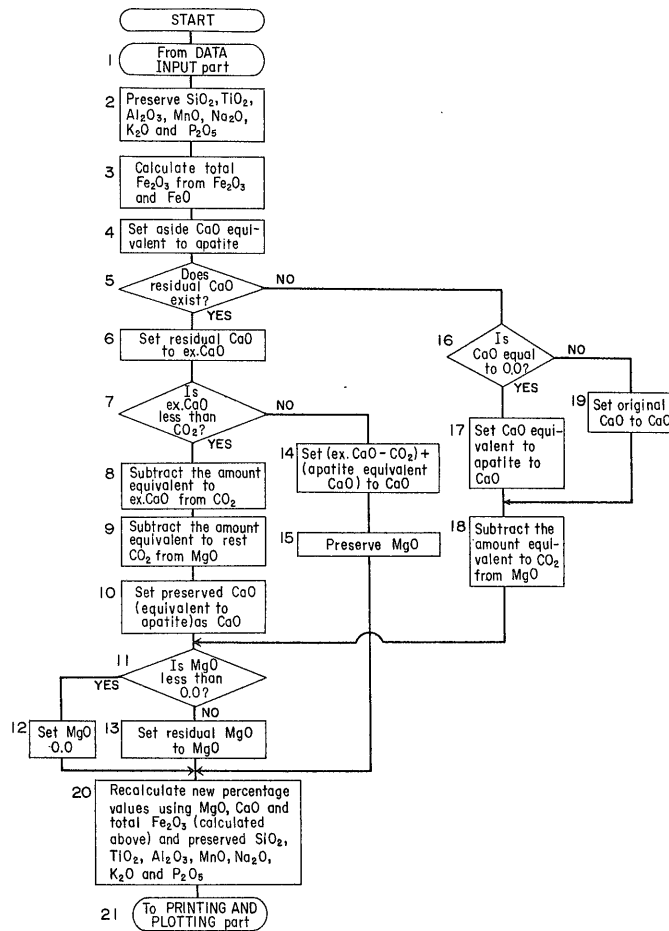 START
1
From DATA
INPUT part
2
Preserve SiO₂, TiO₂,
Al₂O₃, MnO, Na₂O,
K₂O and P₂O₅
3
Calculate total
Fe₂O₃ from Fe₂O₃
and FeO
4
Set aside CaO equi-
valent to apatite
5
Does
residual CaO
exist?
NO
YES
6
Set residual CaO
to ex.CaO
7
Is
ex.CaO
less than
CO₂?
NO
YES
8
Subtract the amount
equivalent to
ex.CaO from CO₂
9
Subtract the amount
equivalent to rest
CO₂ from MgO
10
Set preserved CaO
(equivalent to
apatite)as CaO
11
Is MgO
less than
0.0?
YES
NO
12
Set MgO
0.0
13
Set residual MgO
to MgO
14
Set (ex.CaO-CO₂)+
(apatite equivalent
CaO) to CaO
15
Preserve MgO
16
Is
CaO equal
to 0.0?
NO
YES
17
Set CaO equi-
valent to
apatite to
CaO
18
Subtract the
amount equi-
valent to CO₂
from MgO
19
Set original
CaO to CaO
20
Recalculate new percentage
values using MgO, CaO and
total Fe₂O₃ (calculated
above) and preserved SiO₂,
TiO₂, Al₂O₃, MnO, Na₂O,
K₂O and P₂O₅
21
To PRINTING AND
PLOTTING part